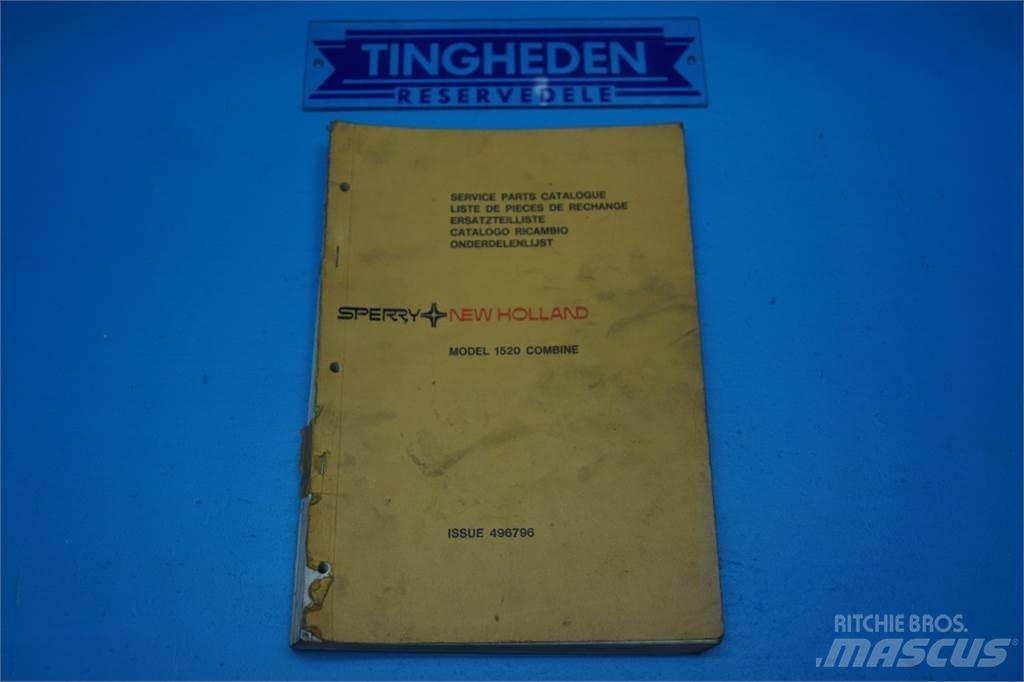 TINGHEDEN
RESERVEDELE
SERVICE PARTS CATALOGUE
LISTE DE PIECES DE RECHANGE
ERSATZTEILLISTE
CATALOGO RICAMBIO
ONDERDELENLIJST
SPERRY NEW HOLLAND
MODEL 1520 COMBINE
ISSUE 496796
RITCHIE BROS.
MASCUS